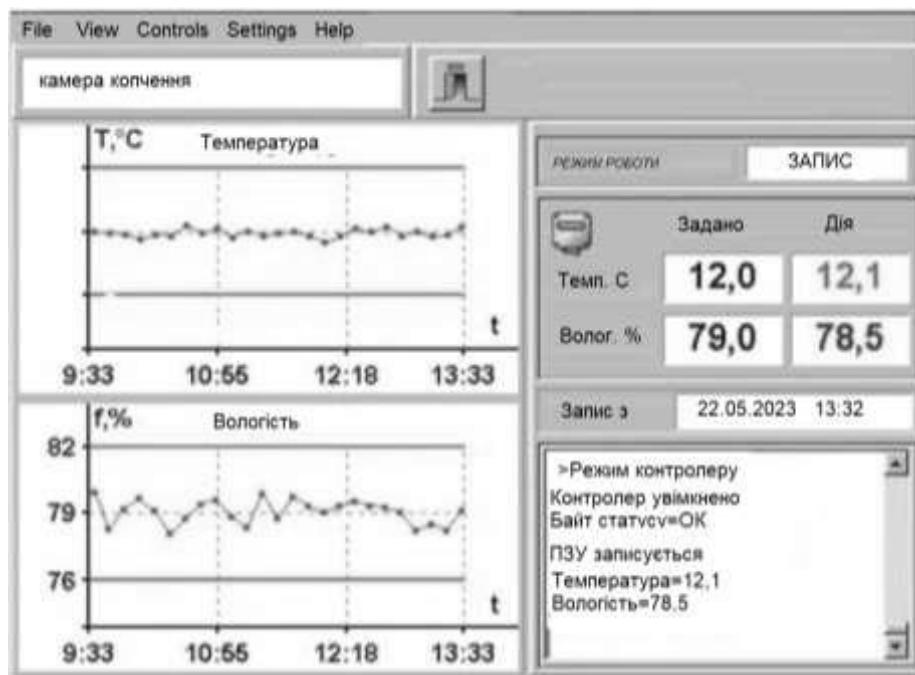 File View Controls Settings Help
камера копчення
T,°C Температура
t
9:33 10:55 12:18 13:33
f,% Вологість
82
79
76
t
9:33 10:55 12:18 13:33
РЕЖИМ РОБОТИ ЗАПИС
Задано Дія
Темп. С 12,0 12,1
Волог. % 79,0 78,5
Запис з 22.05.2023 13:32
>Режим контролеру
Контролер увімкнено
Байт статусу=ОК
ПЗУ записується
Температура=12,1
Вологість=78,5